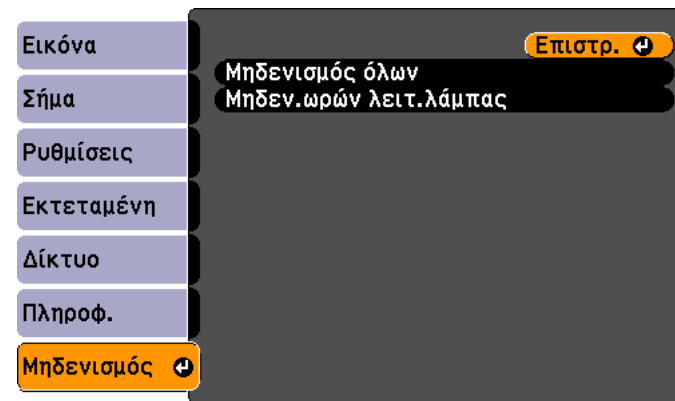 Εικόνα
Σήμα
Ρυθμίσεις
Εκτεταμένη
Δίκτυο
Πληροφ.
Μηδενισμός
Επιστρ.
Μηδενισμός όλων
Μηδεν.ωρών λειτ.λάμπας